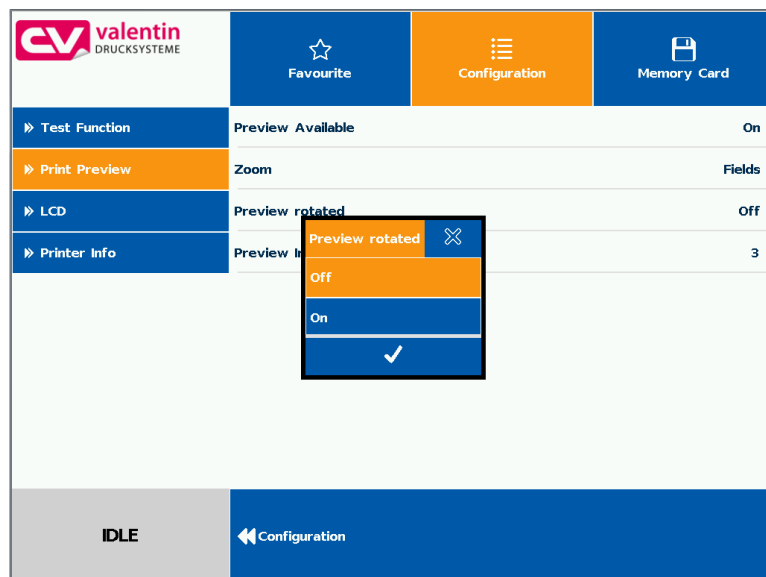 valentin
DRUCKSYSTEME
Favourite
Configuration
Memory Card
Test Function
Preview Available
On
Print Preview
Zoom
Fields
LCD
Preview rotated
Off
Printer Info
Preview
3
Preview rotated
Off
On
IDLE
Configuration